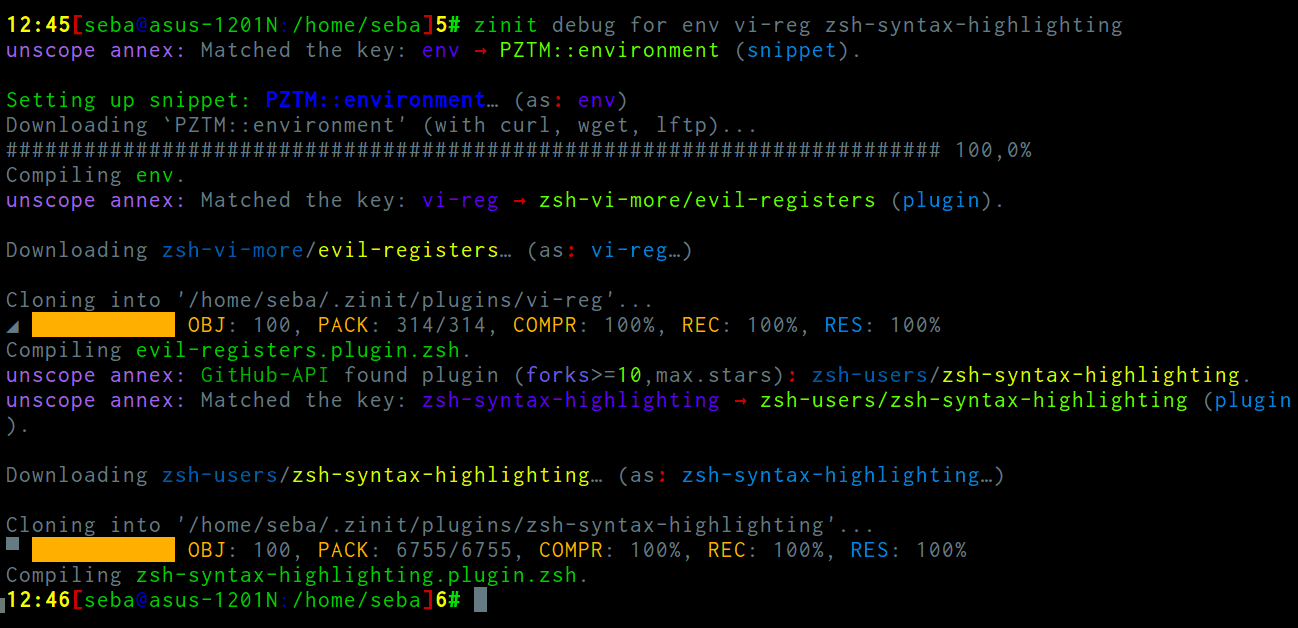 12:45[seba@asus-1201N:/home/seba]5# zinit debug for env vi-reg zsh-syntax-highlighting
unscope annex: Matched the key: env → PZTM::environment (snippet).
Setting up snippet: PZTM::environment… (as: env)
Downloading `PZTM::environment' (with curl, wget, lftp)...
######################################################################## 100,0%
Compiling env.
unscope annex: Matched the key: vi-reg → zsh-vi-more/evil-registers (plugin).
Downloading zsh-vi-more/evil-registers… (as: vi-reg…)
Cloning into '/home/seba/.zinit/plugins/vi-reg'...
◢ OBJ: 100, PACK: 314/314, COMPR: 100%, REC: 100%, RES: 100%
Compiling evil-registers.plugin.zsh.
unscope annex: GitHub-API found plugin (forks>=10,max.stars): zsh-users/zsh-syntax-highlighting.
unscope annex: Matched the key: zsh-syntax-highlighting → zsh-users/zsh-syntax-highlighting (plugin
).
Downloading zsh-users/zsh-syntax-highlighting… (as: zsh-syntax-highlighting…)
Cloning into '/home/seba/.zinit/plugins/zsh-syntax-highlighting'...
■ OBJ: 100, PACK: 6755/6755, COMPR: 100%, REC: 100%, RES: 100%
Compiling zsh-syntax-highlighting.plugin.zsh.
12:46[seba@asus-1201N:/home/seba]6#